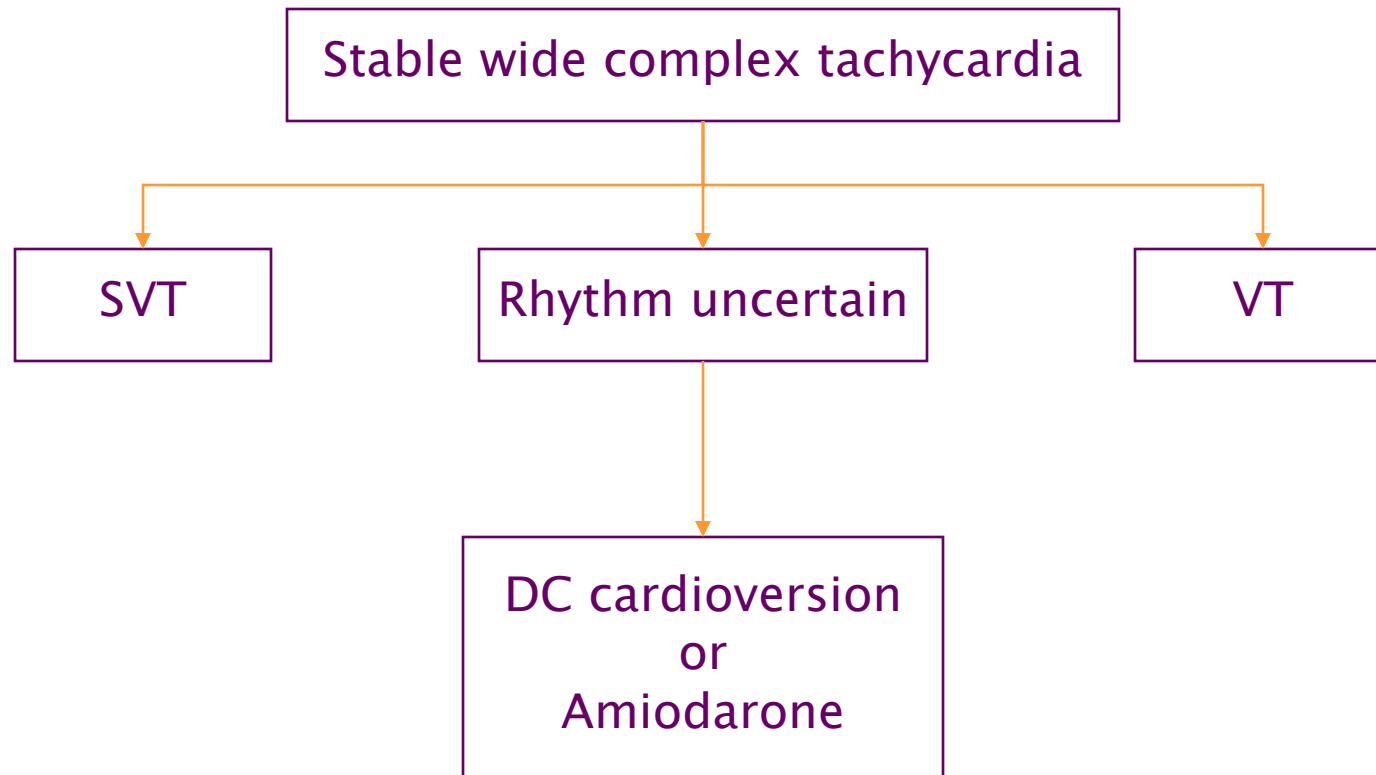 Stable wide complex tachycardia
SVT
Rhythm uncertain
VT
DC cardioversion
or
Amiodarone